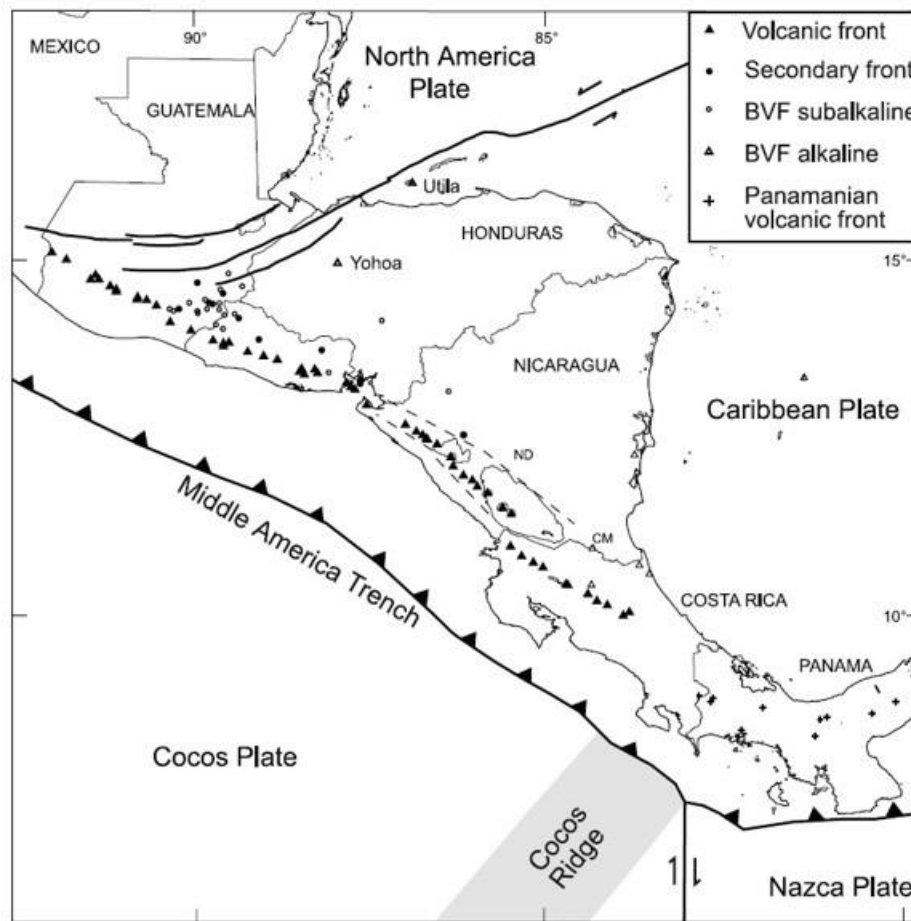 90°
85°
MEXICO
North America
Plate
GUATEMALA
Volcanic front
Secondary front
BVF subalkaline
BVF alkaline
Panamanian
volcanic front
Utila
HONDURAS
Yohoa
15°
NICARAGUA
Caribbean Plate
ND
Middle America Trench
CM
COSTA RICA
10°
PANAMA
Cocos Plate
Cocos
Ridge
Nazca Plate